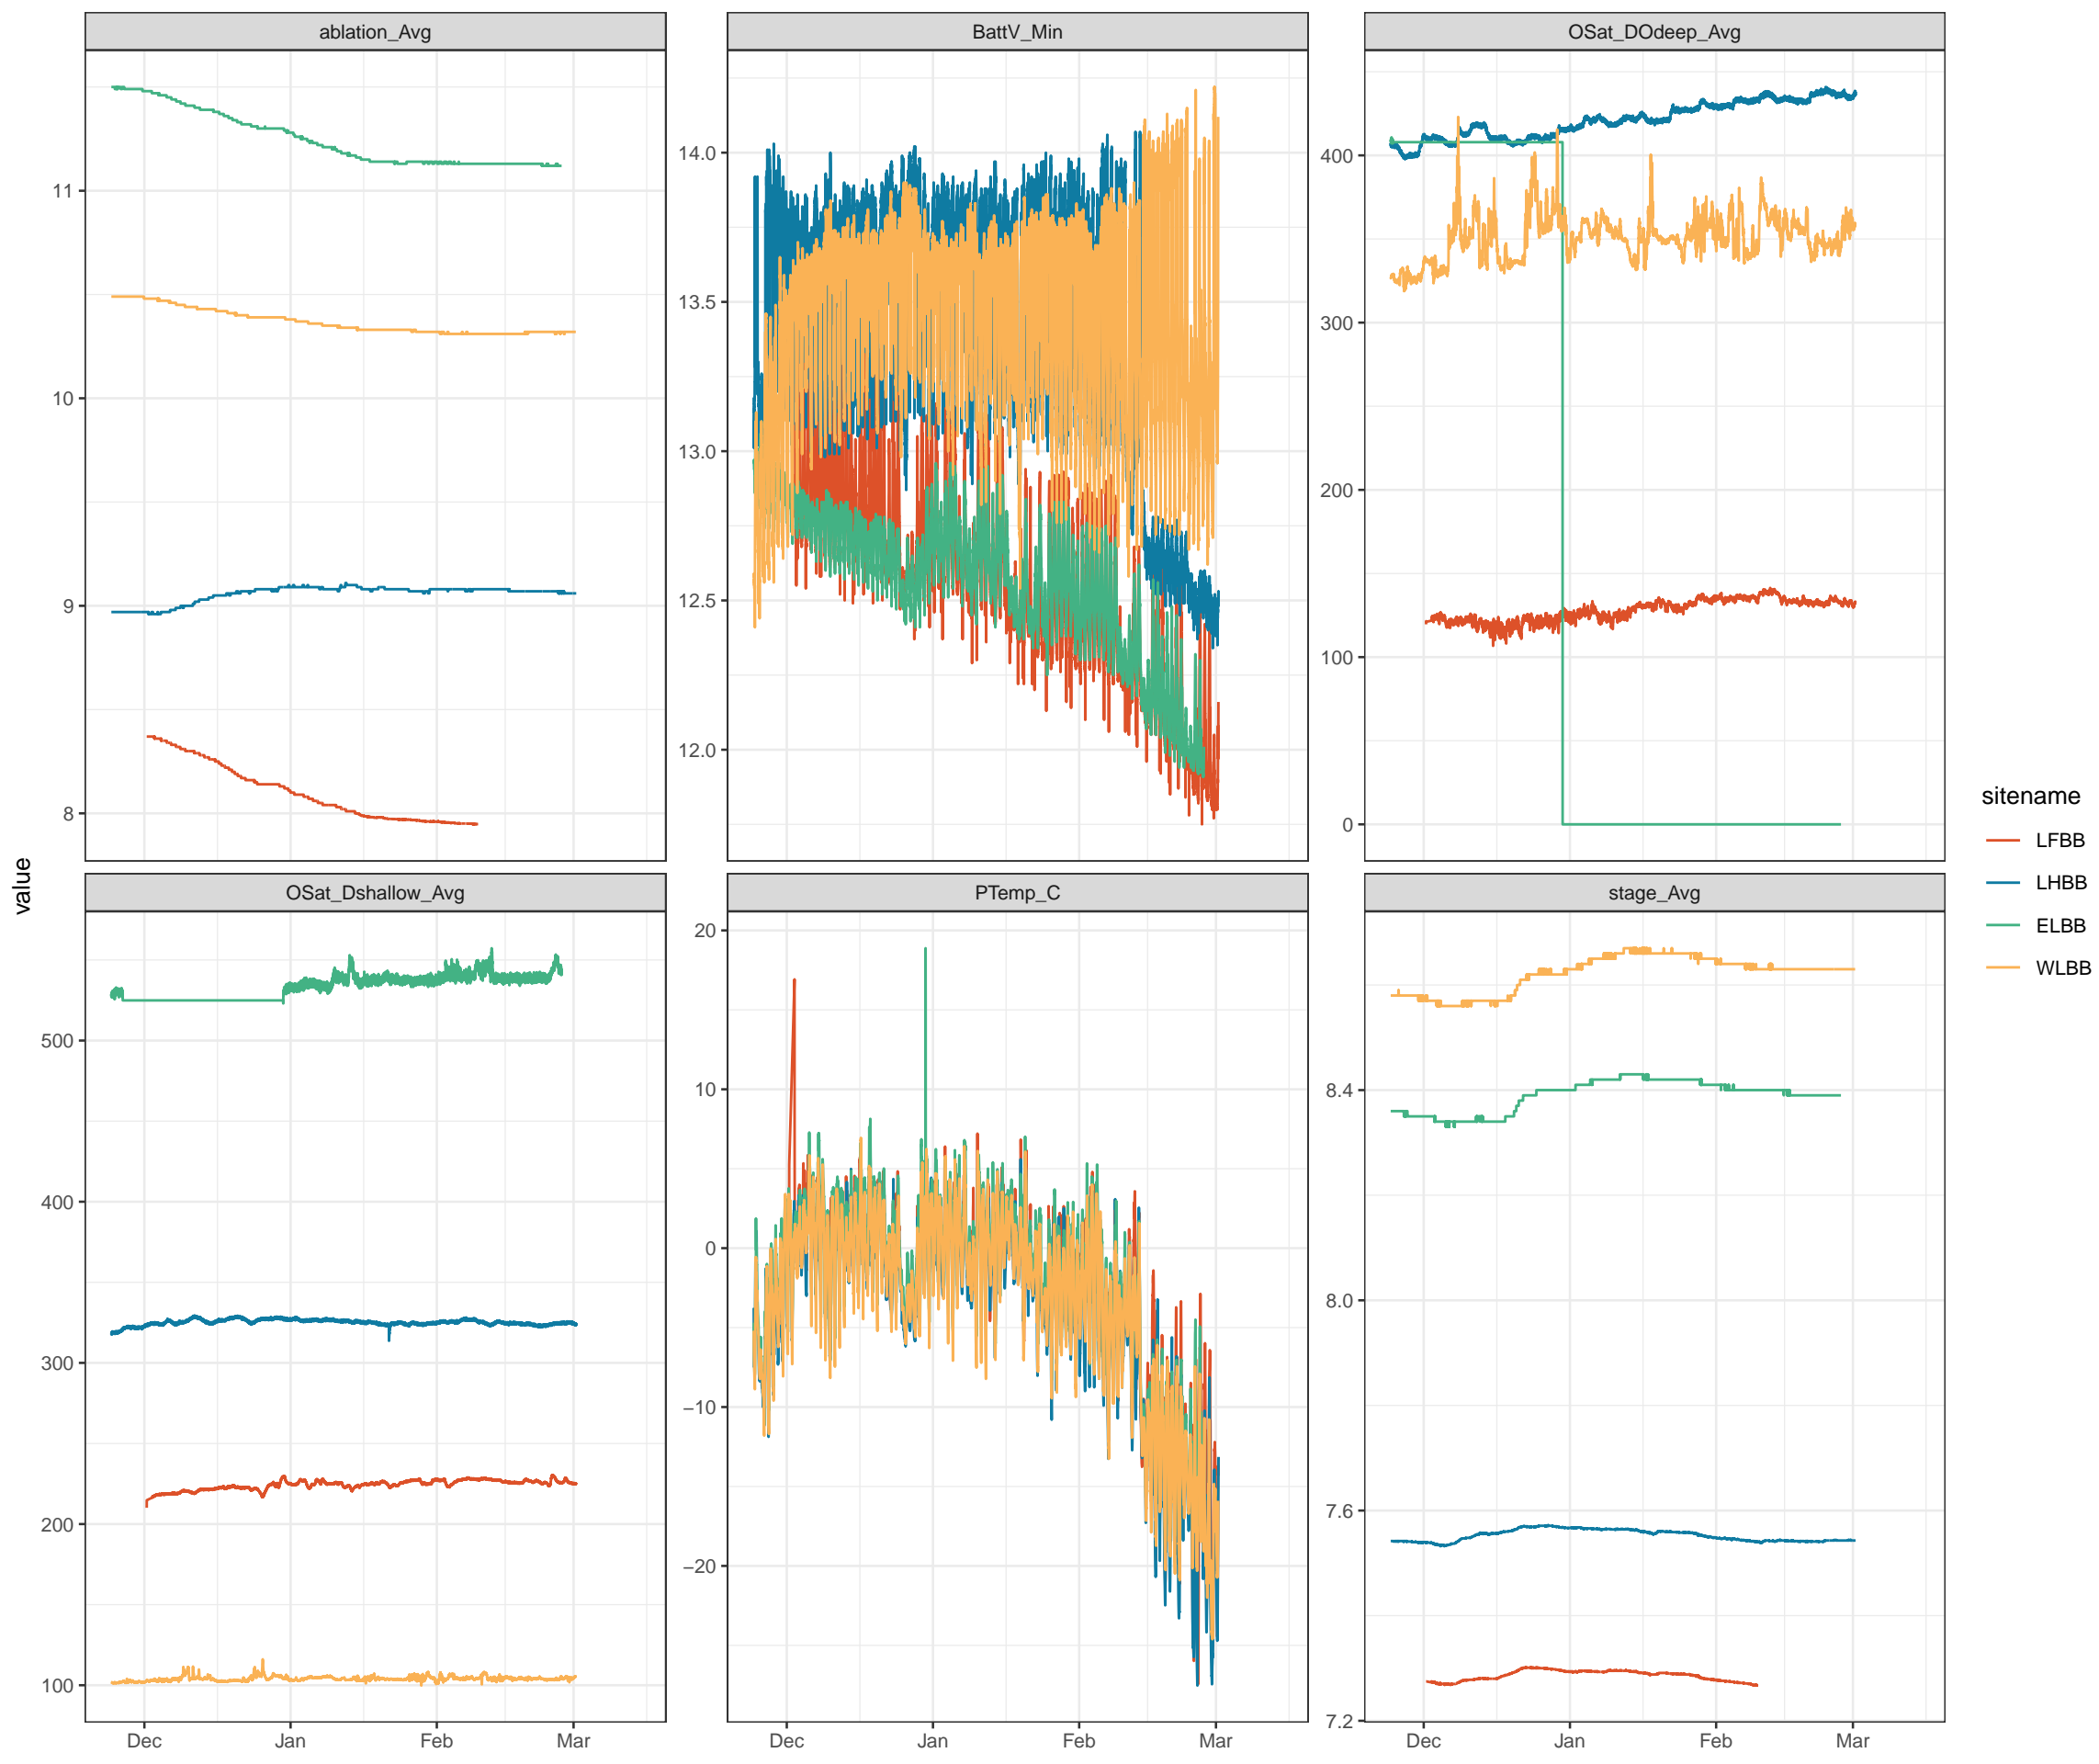 ablation_Avg
BattV_Min
OSat_DOdeep_Avg
11
10
9
8
14.0
13.5
13.0
12.5
12.0
400
300
200
100
0
value
OSat_Dshallow_Avg
PTemp_C
stage_Avg
500
400
300
200
100
20
10
0
−10
−20
8.4
8.0
7.6
7.2
Dec Jan Feb Mar
Dec Jan Feb Mar
Dec Jan Feb Mar
sitename
LFBB
LHBB
ELBB
WLBB